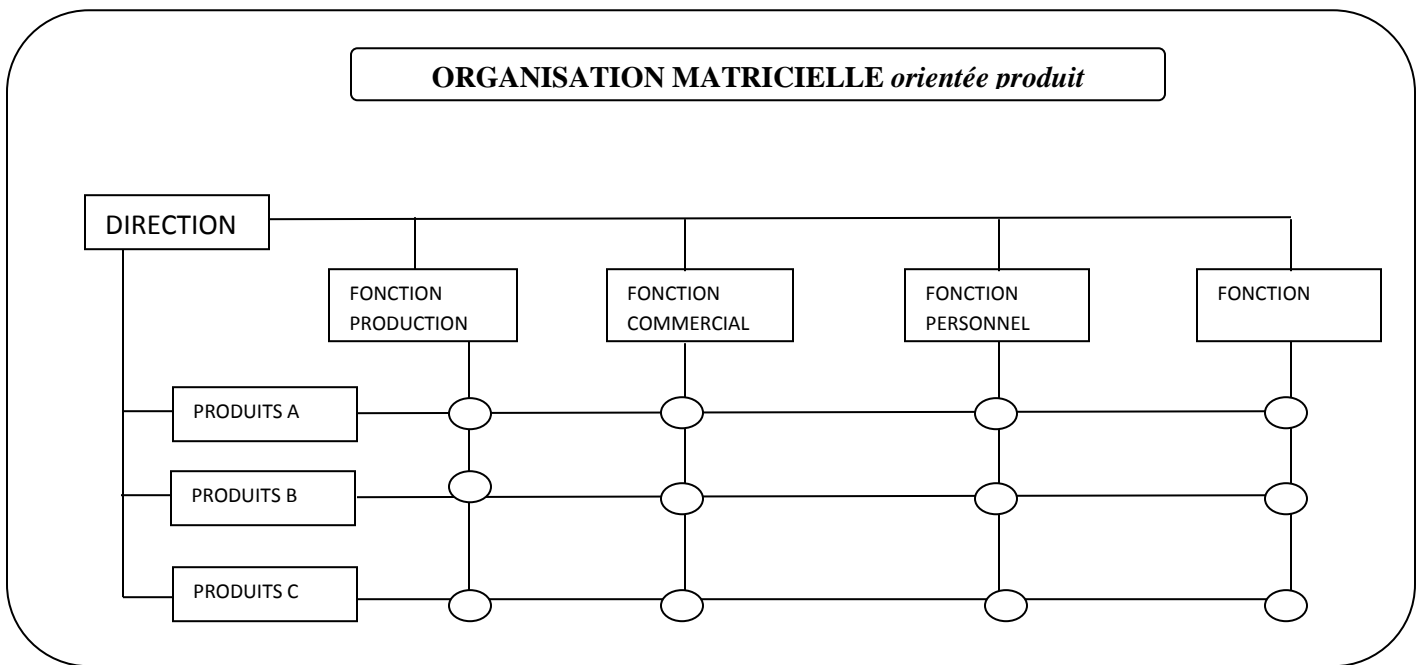 ORGANISATION MATRICIELLE orientée produit
DIRECTION
FONCTION
PRODUCTION
FONCTION
COMMERCIAL
FONCTION
PERSONNEL
FONCTION
PRODUITS A
PRODUITS B
PRODUITS C